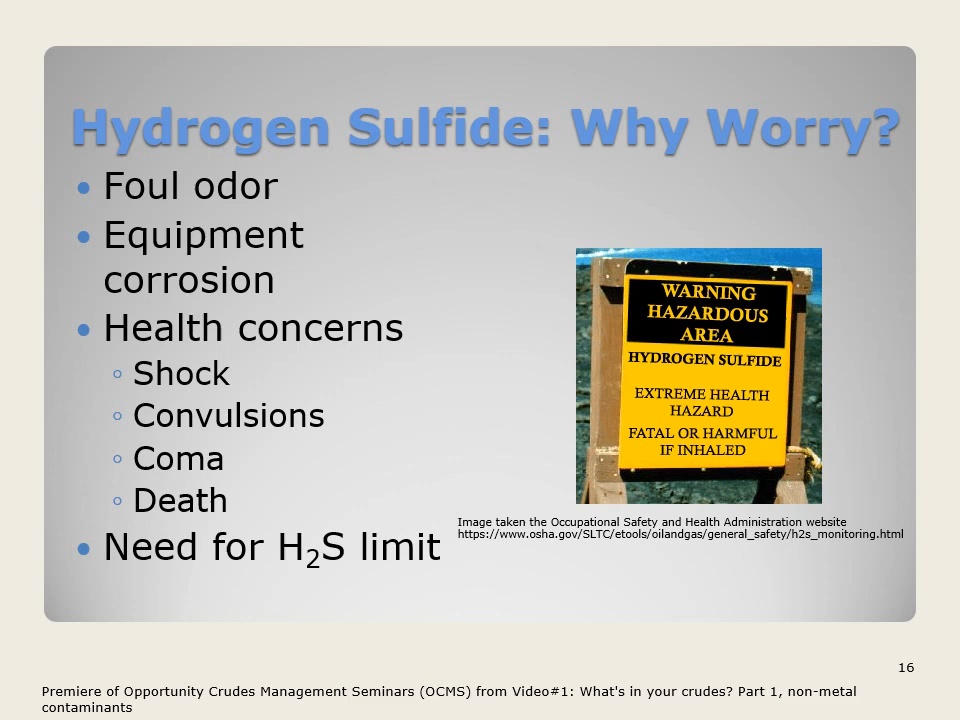 Hydrogen Sulfide: Why Worry?
Foul odor
Equipment
corrosion
Health concerns
Shock
Convulsions
Coma
Death
Need for H₂S limit
WARNING
HAZARDOUS
AREA
HYDROGEN SULFIDE
EXTREME HEALTH
HAZARD
FATAL OR HARMFUL
IF INHALED
Image taken the Occupational Safety and Health Administration website
https://www.osha.gov/SLTC/etools/oilandgas/general_safety/h2s_monitoring.html
16
Premiere of Opportunity Crudes Management Seminars (OCMS) from Video#1: What's in your crudes? Part 1, non-metal
contaminants